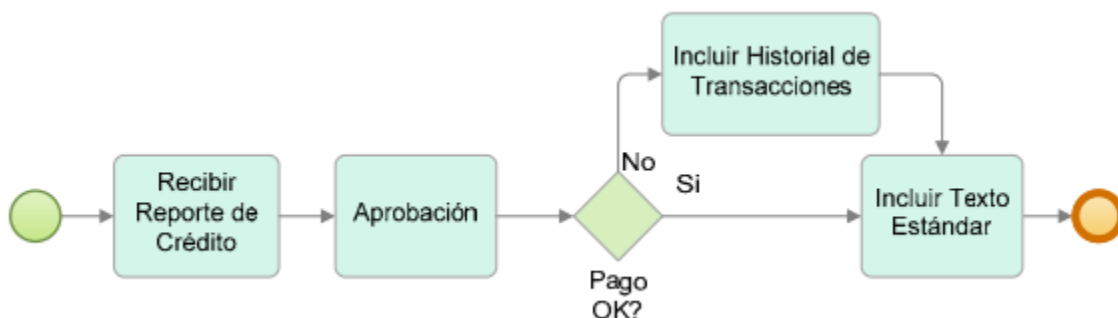 Recibir
Reporte de
Crédito
Aprobación
Pago
OK?
No
Si
Incluir Historial de
Transacciones
Incluir Texto
Estándar